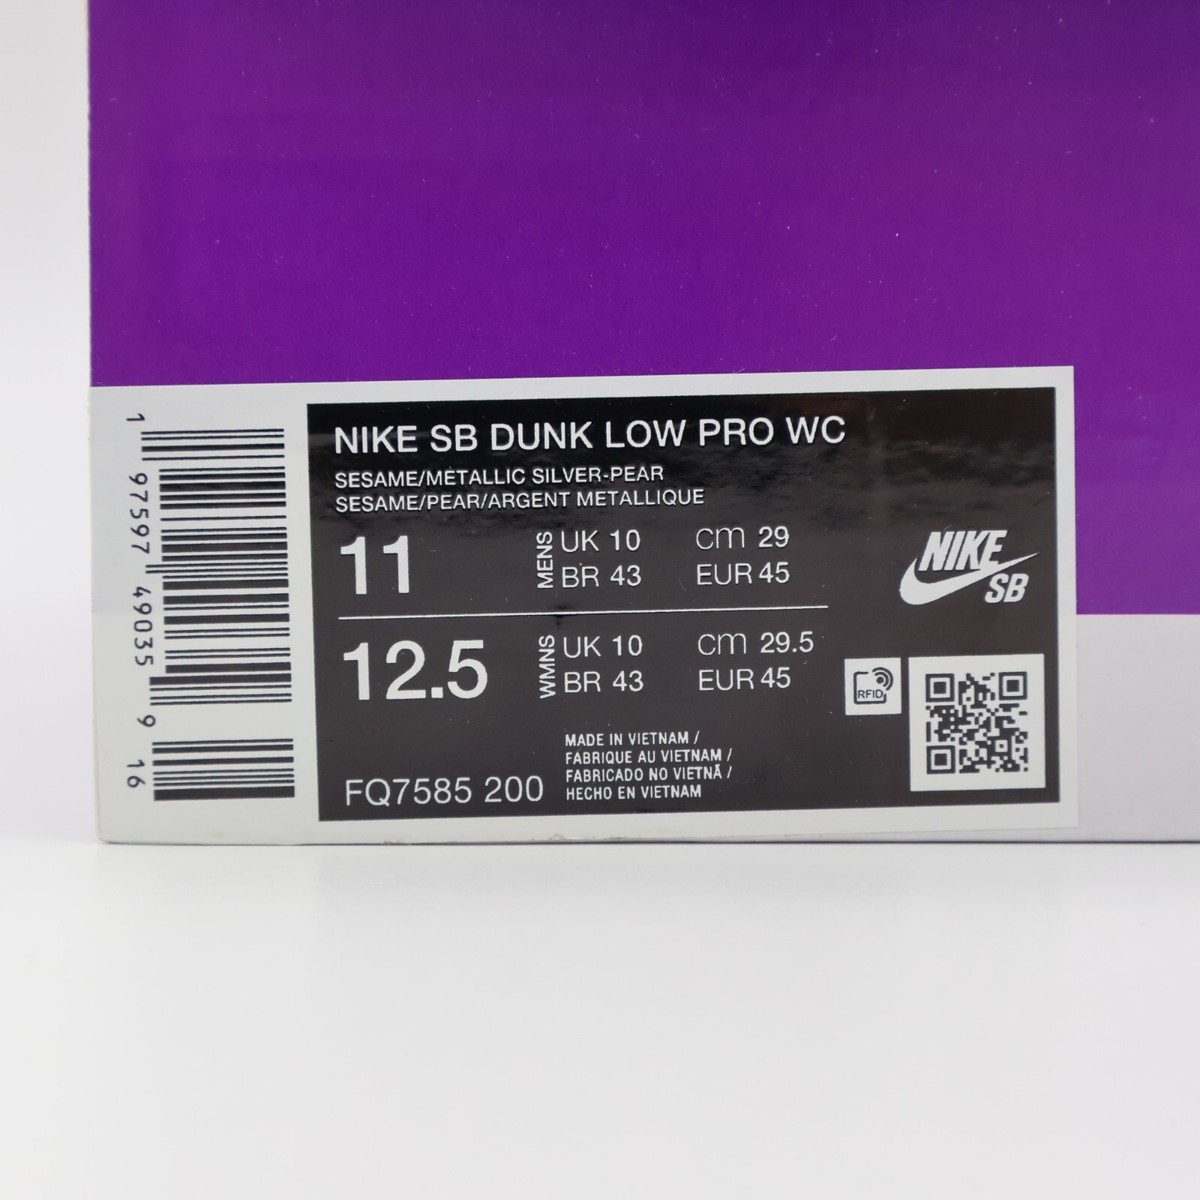 NIKE SB DUNK LOW PRO WC
SESAME/METALLIC SILVER-PEAR
SESAME/PEAR/ARGENT METALLIQUE
11
MENS
UK 10 cm 29
BR 43 EUR 45
12.5
WMNS
UK 10 cm 29.5
BR 43 EUR 45
NIKE
SB
RFID
FQ7585 200
MADE IN VIETNAM /
FABRIQUE AU VIETNAM /
FABRICADO NO VIETNÃ /
HECHO EN VIETNAM
1 97597 49035 9 16